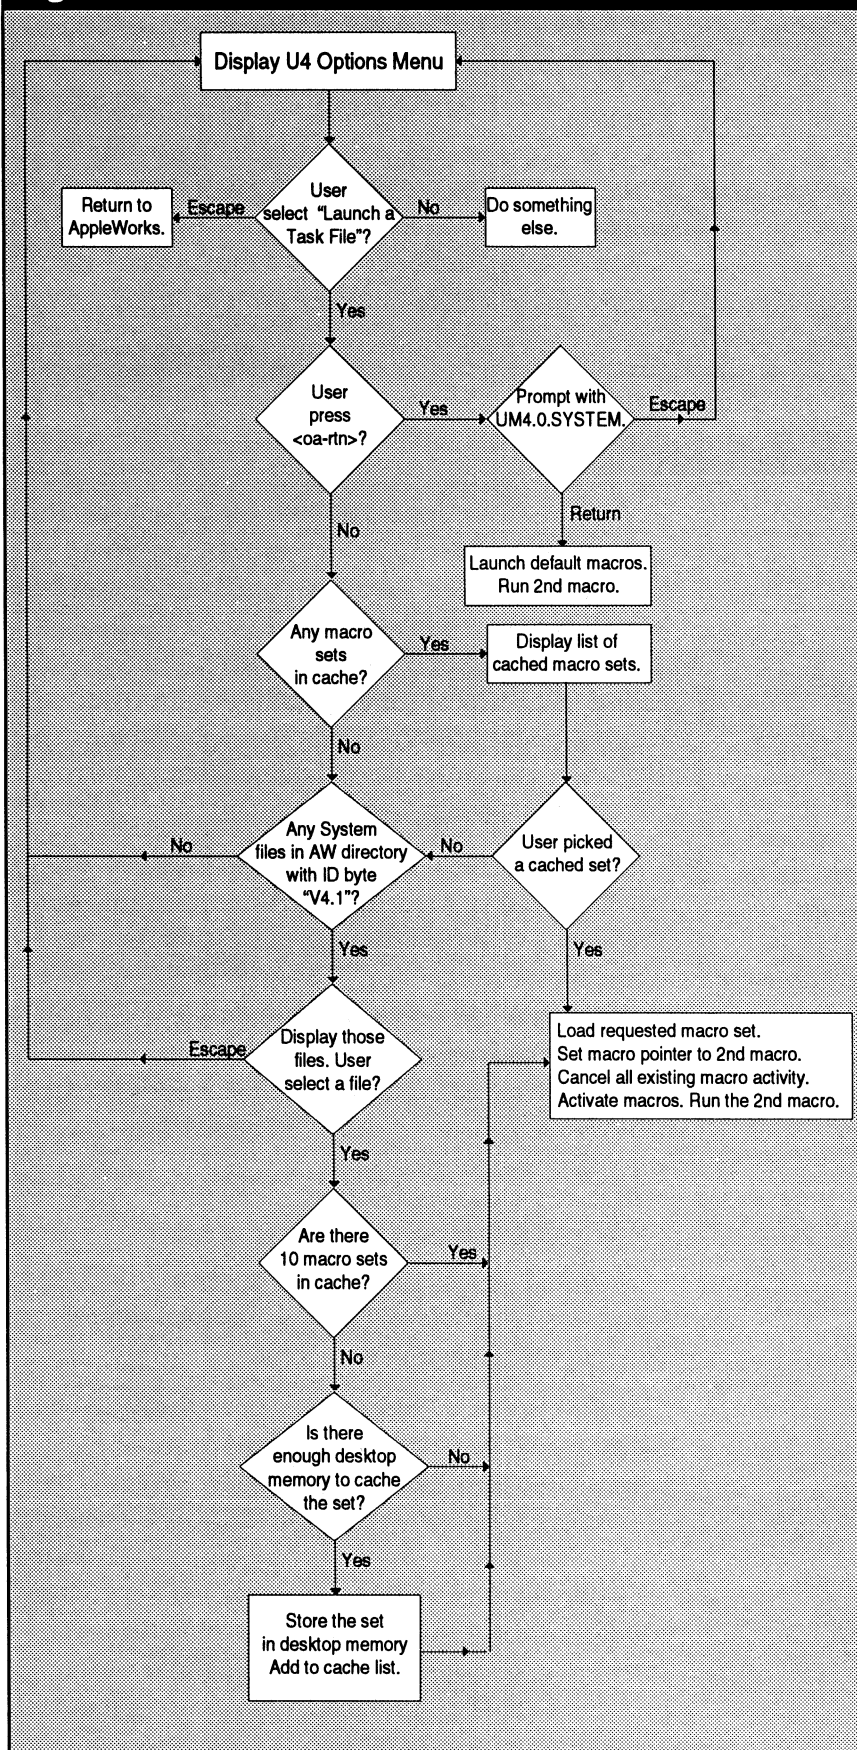 Display U4 Options Menu
User
select “Launch a
Task File”?
Escape
Return to
AppleWorks.
No
Do something
else.
Yes
User
press
<oa-rtn>?
Yes
Prompt with
UM4.0.SYSTEM.
Escape
Return
Launch default macros.
Run 2nd macro.
No
Any macro
sets
in cache?
Yes
Display list of
cached macro sets.
No
Any System
files in AW directory
with ID byte
“V4.1”?
No
No
User picked
a cached set?
Yes
Yes
Display those
files. User
select a file?
Escape
Load requested macro set.
Set macro pointer to 2nd macro.
Cancel all existing macro activity.
Activate macros. Run the 2nd macro.
Yes
Are there
10 macro sets
in cache?
Yes
No
Is there
enough desktop
memory to cache
the set?
No
Yes
Store the set
in desktop memory
Add to cache list.